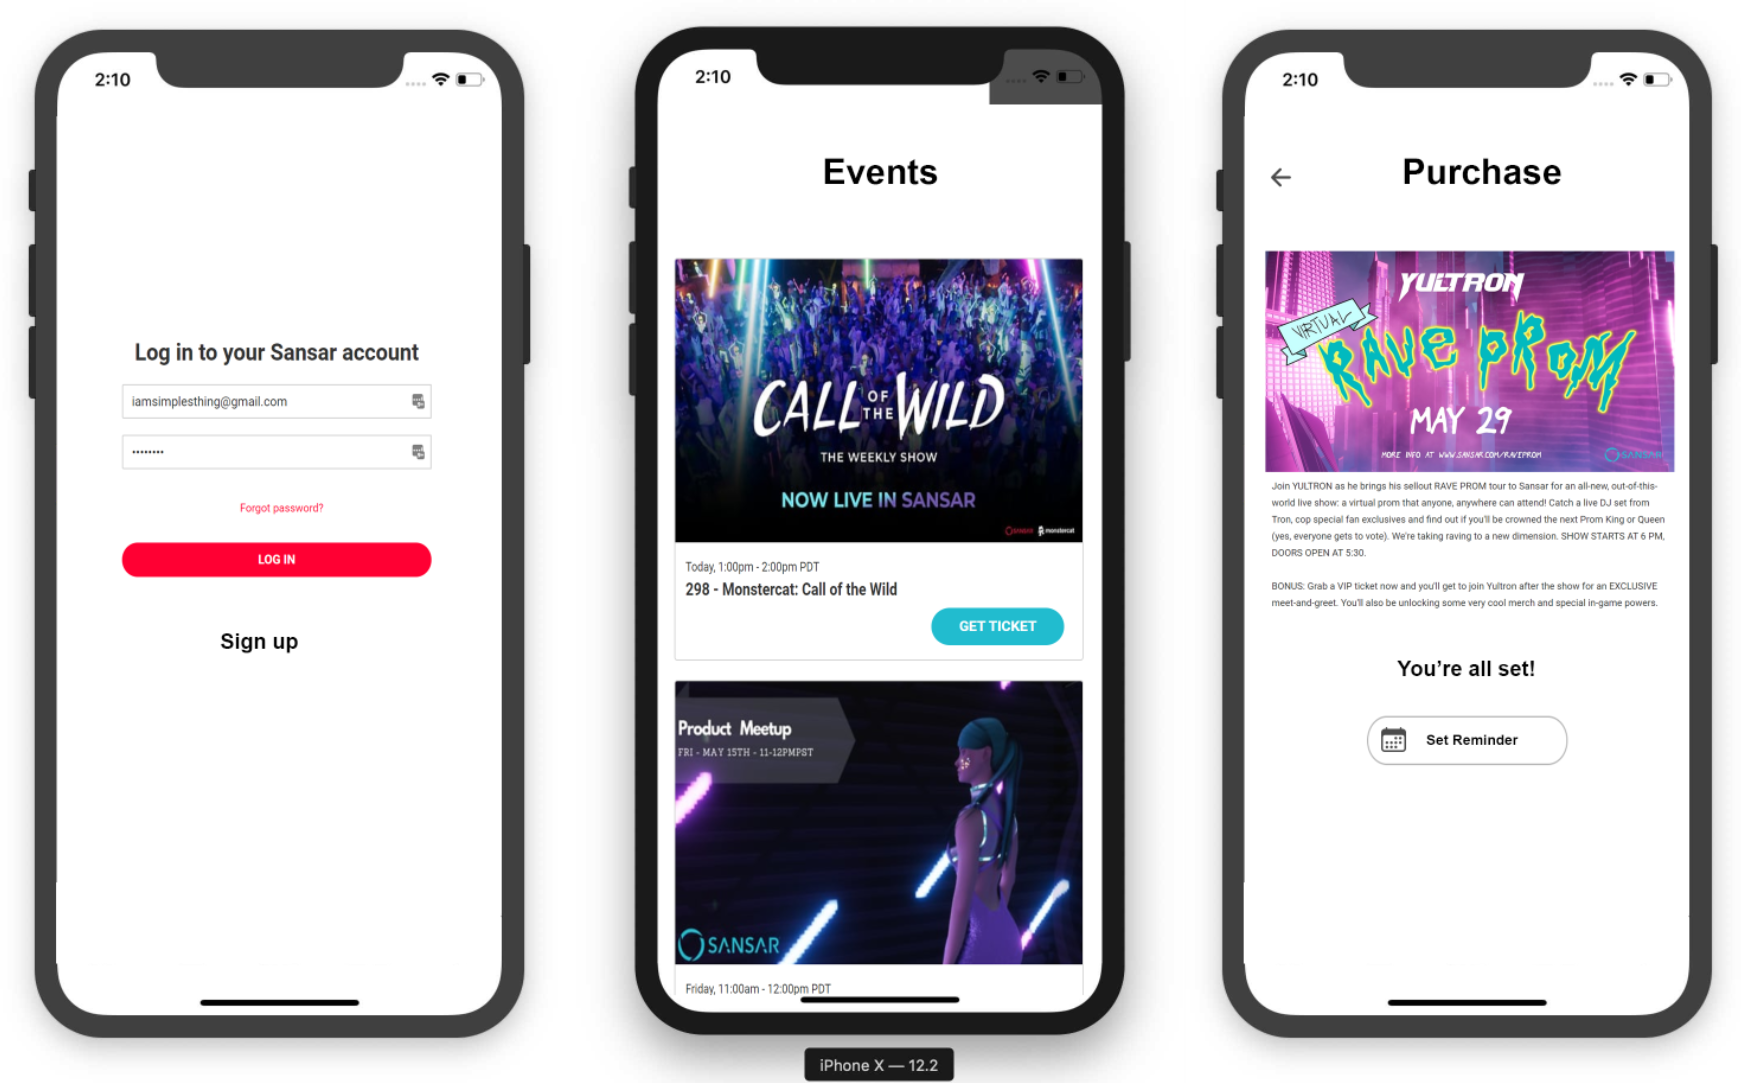 2:10
Log in to your Sansar account
iamsimplesthing@gmail.com
••••••••
Forgot password?
LOG IN
Sign up
2:10
Events
CALL OF THE WILD
THE WEEKLY SHOW
NOW LIVE IN SANSAR
SANSAR monstercat
Today, 1:00pm - 2:00pm PDT
298 - Monstercat: Call of the Wild
GET TICKET
Product Meetup
FRI - MAY 15TH - 11-12PMPST
SANSAR
Friday, 11:00am - 12:00pm PDT
iPhone X — 12.2
2:10
Purchase
YULTRON
VIRTUAL
RAVE PROM
MAY 29
MORE INFO AT WWW.SANSAR.COM/RAVEPROM
SANSAR
Join YULTRON as he brings his sellout RAVE PROM tour to Sansar for an all-new, out-of-this-
world live show: a virtual prom that anyone, anywhere can attend! Catch a live DJ set from
Tron, cop special fan exclusives and find out if you'll be crowned the next Prom King or Queen
(yes, everyone gets to vote). We're taking raving to a new dimension. SHOW STARTS AT 6 PM,
DOORS OPEN AT 5:30.
BONUS: Grab a VIP ticket now and you'll get to join Yultron after the show for an EXCLUSIVE
meet-and-greet. You'll also be unlocking some very cool merch and special in-game powers.
You're all set!
Set Reminder